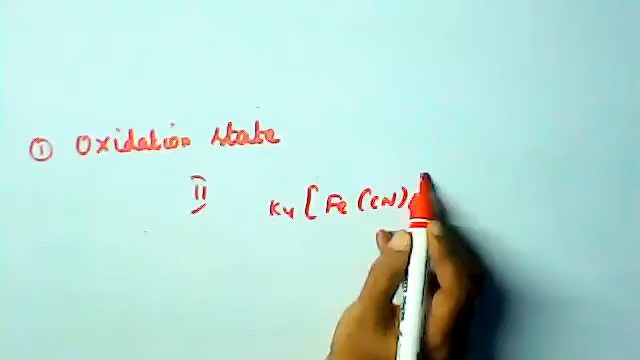 ① Oxidation state
II K₄[Fe(CN)